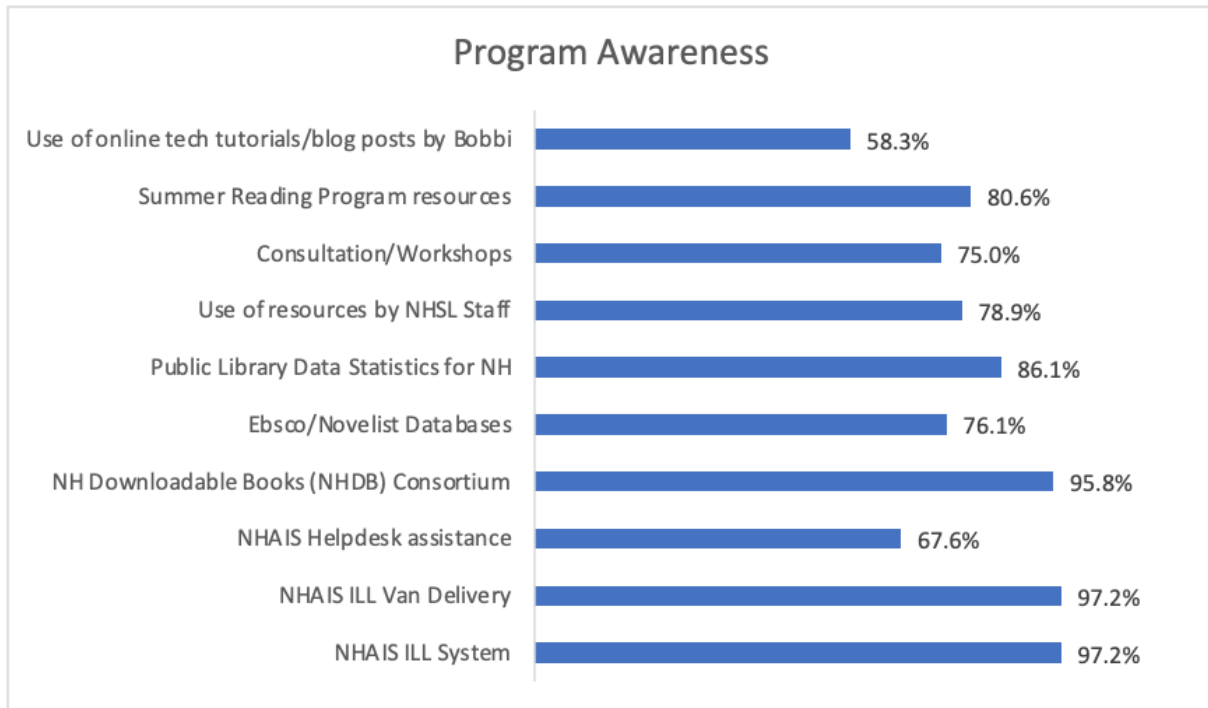 Program Awareness
Use of online tech tutorials/blog posts by Bobbi 58.3%
Summer Reading Program resources 80.6%
Consultation/Workshops 75.0%
Use of resources by NHSL Staff 78.9%
Public Library Data Statistics for NH 86.1%
Ebsco/Novelist Databases 76.1%
NH Downloadable Books (NHDB) Consortium 95.8%
NHAIS Helpdesk assistance 67.6%
NHAIS ILL Van Delivery 97.2%
NHAIS ILL System 97.2%